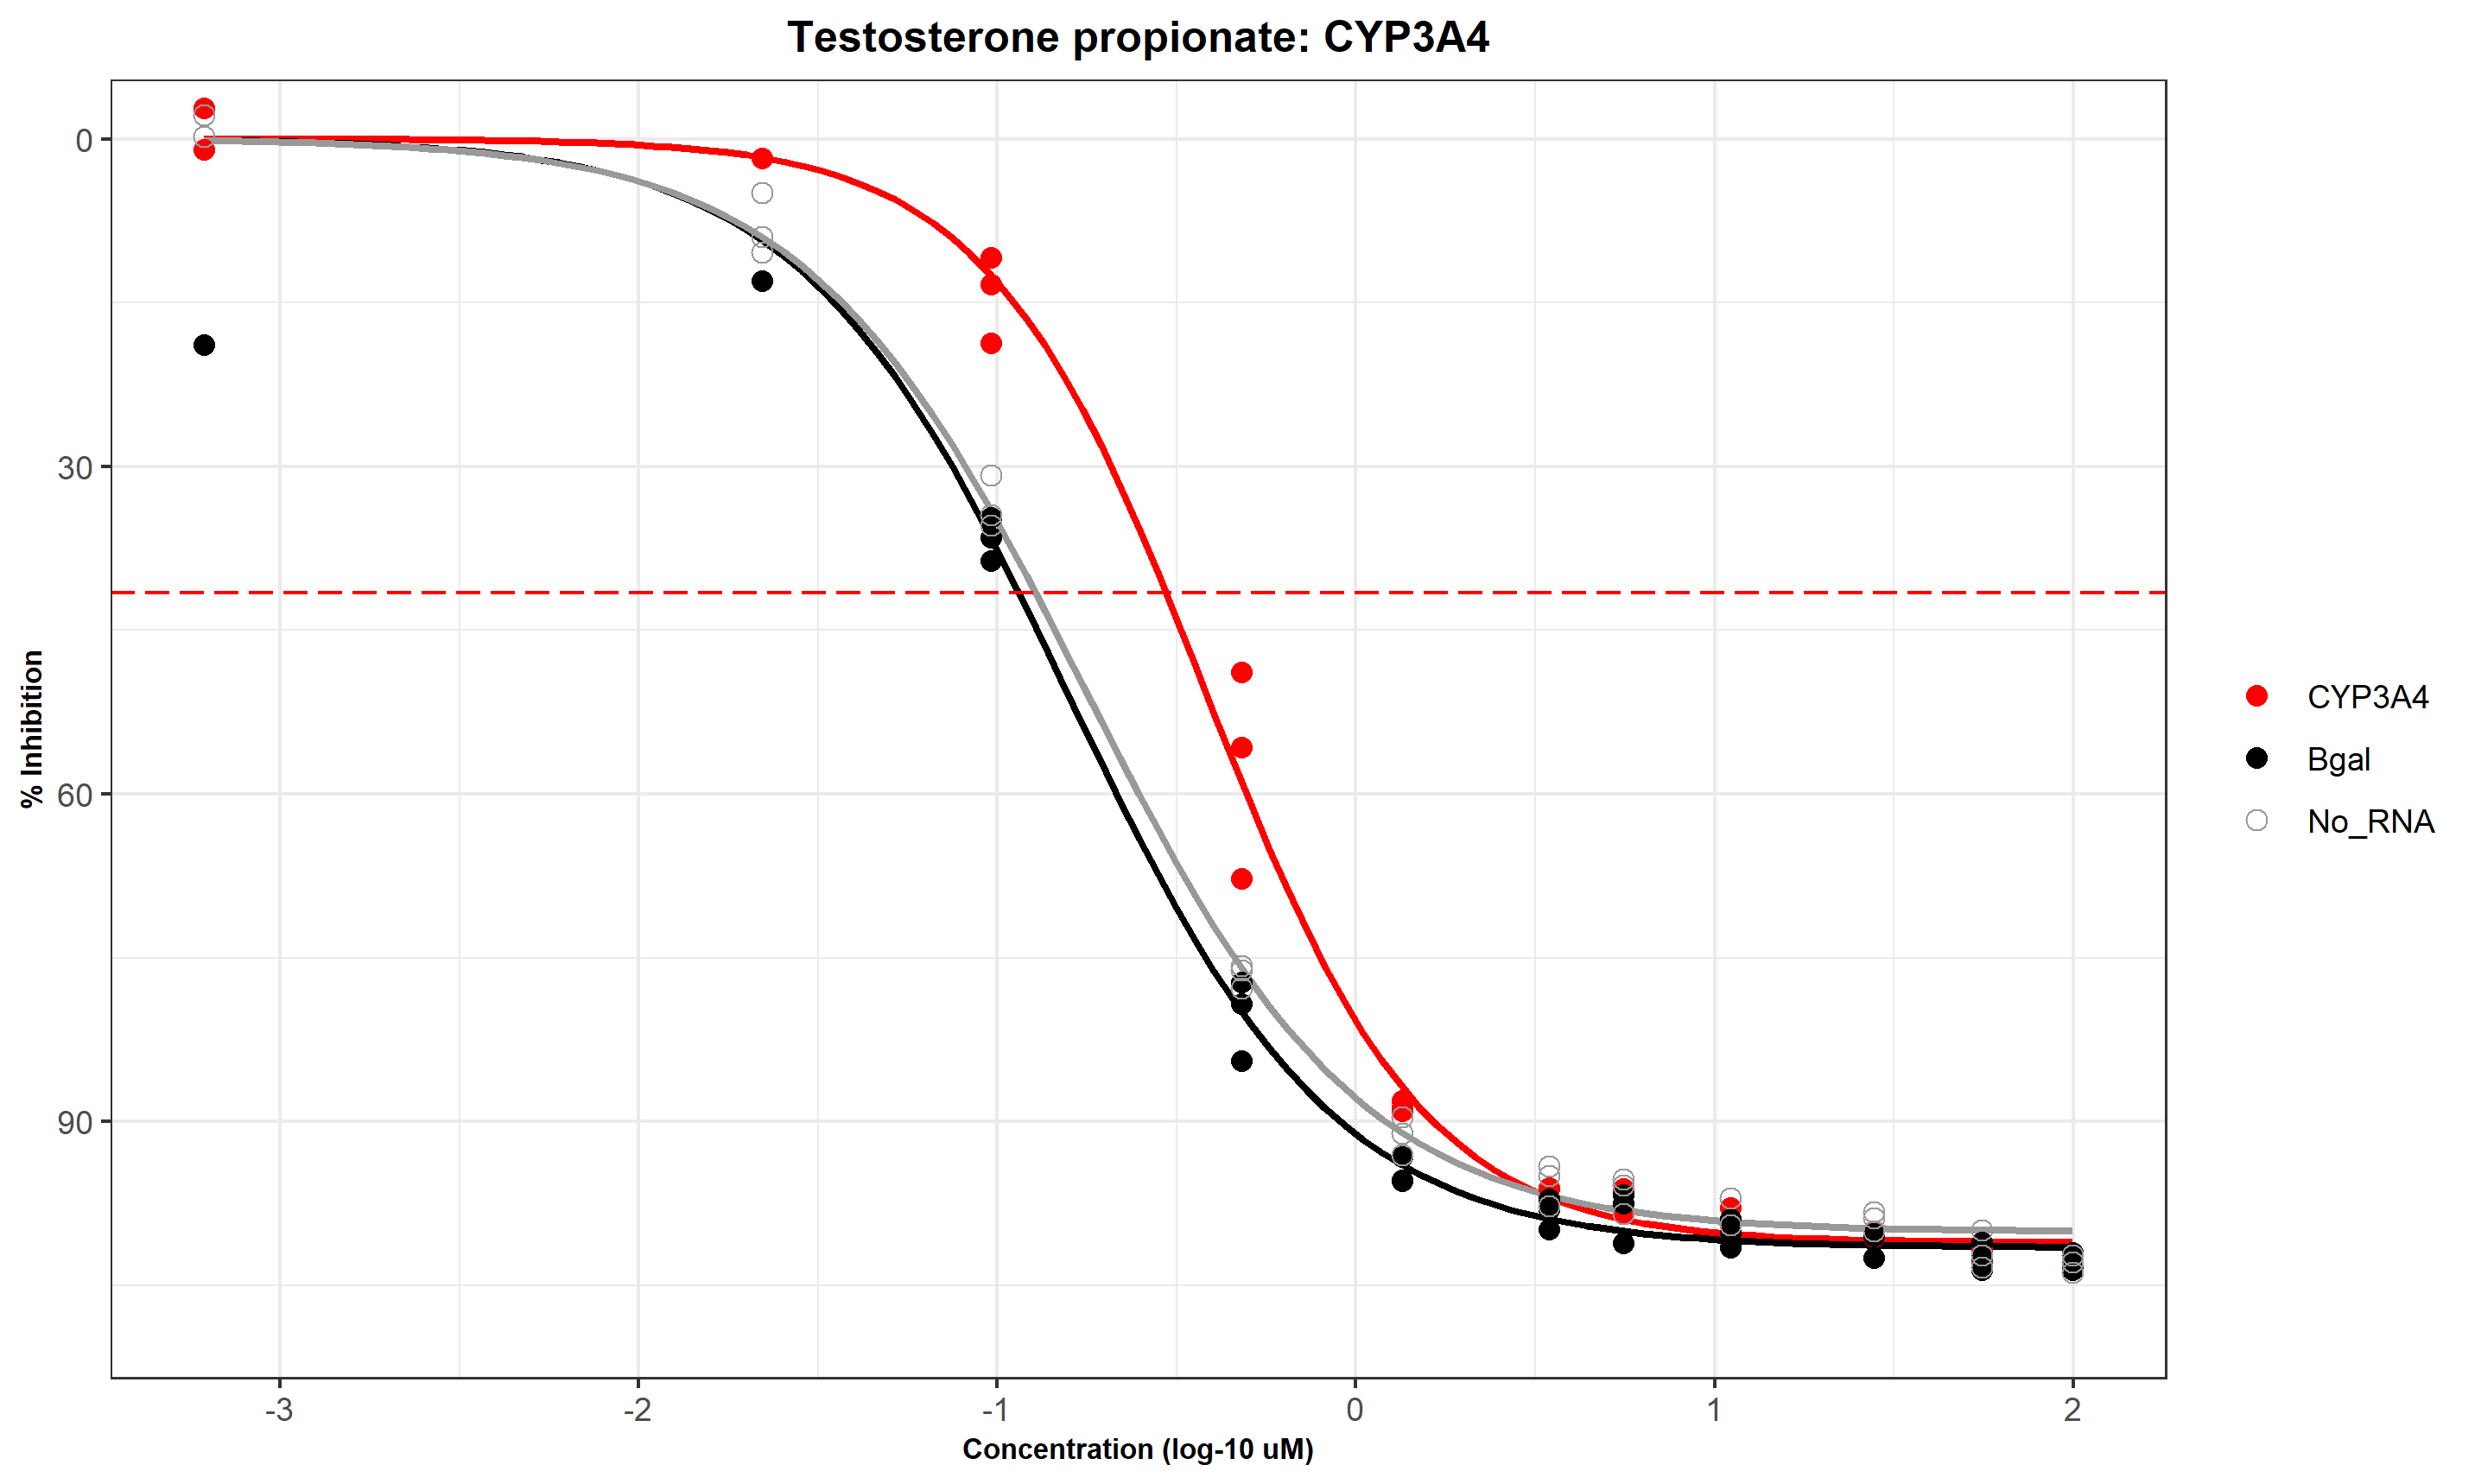 Testosterone propionate: CYP3A4
0
30
60
90
% Inhibition
-3
-2
-1
0
1
2
Concentration (log-10 uM)
CYP3A4
Bgal
No_RNA